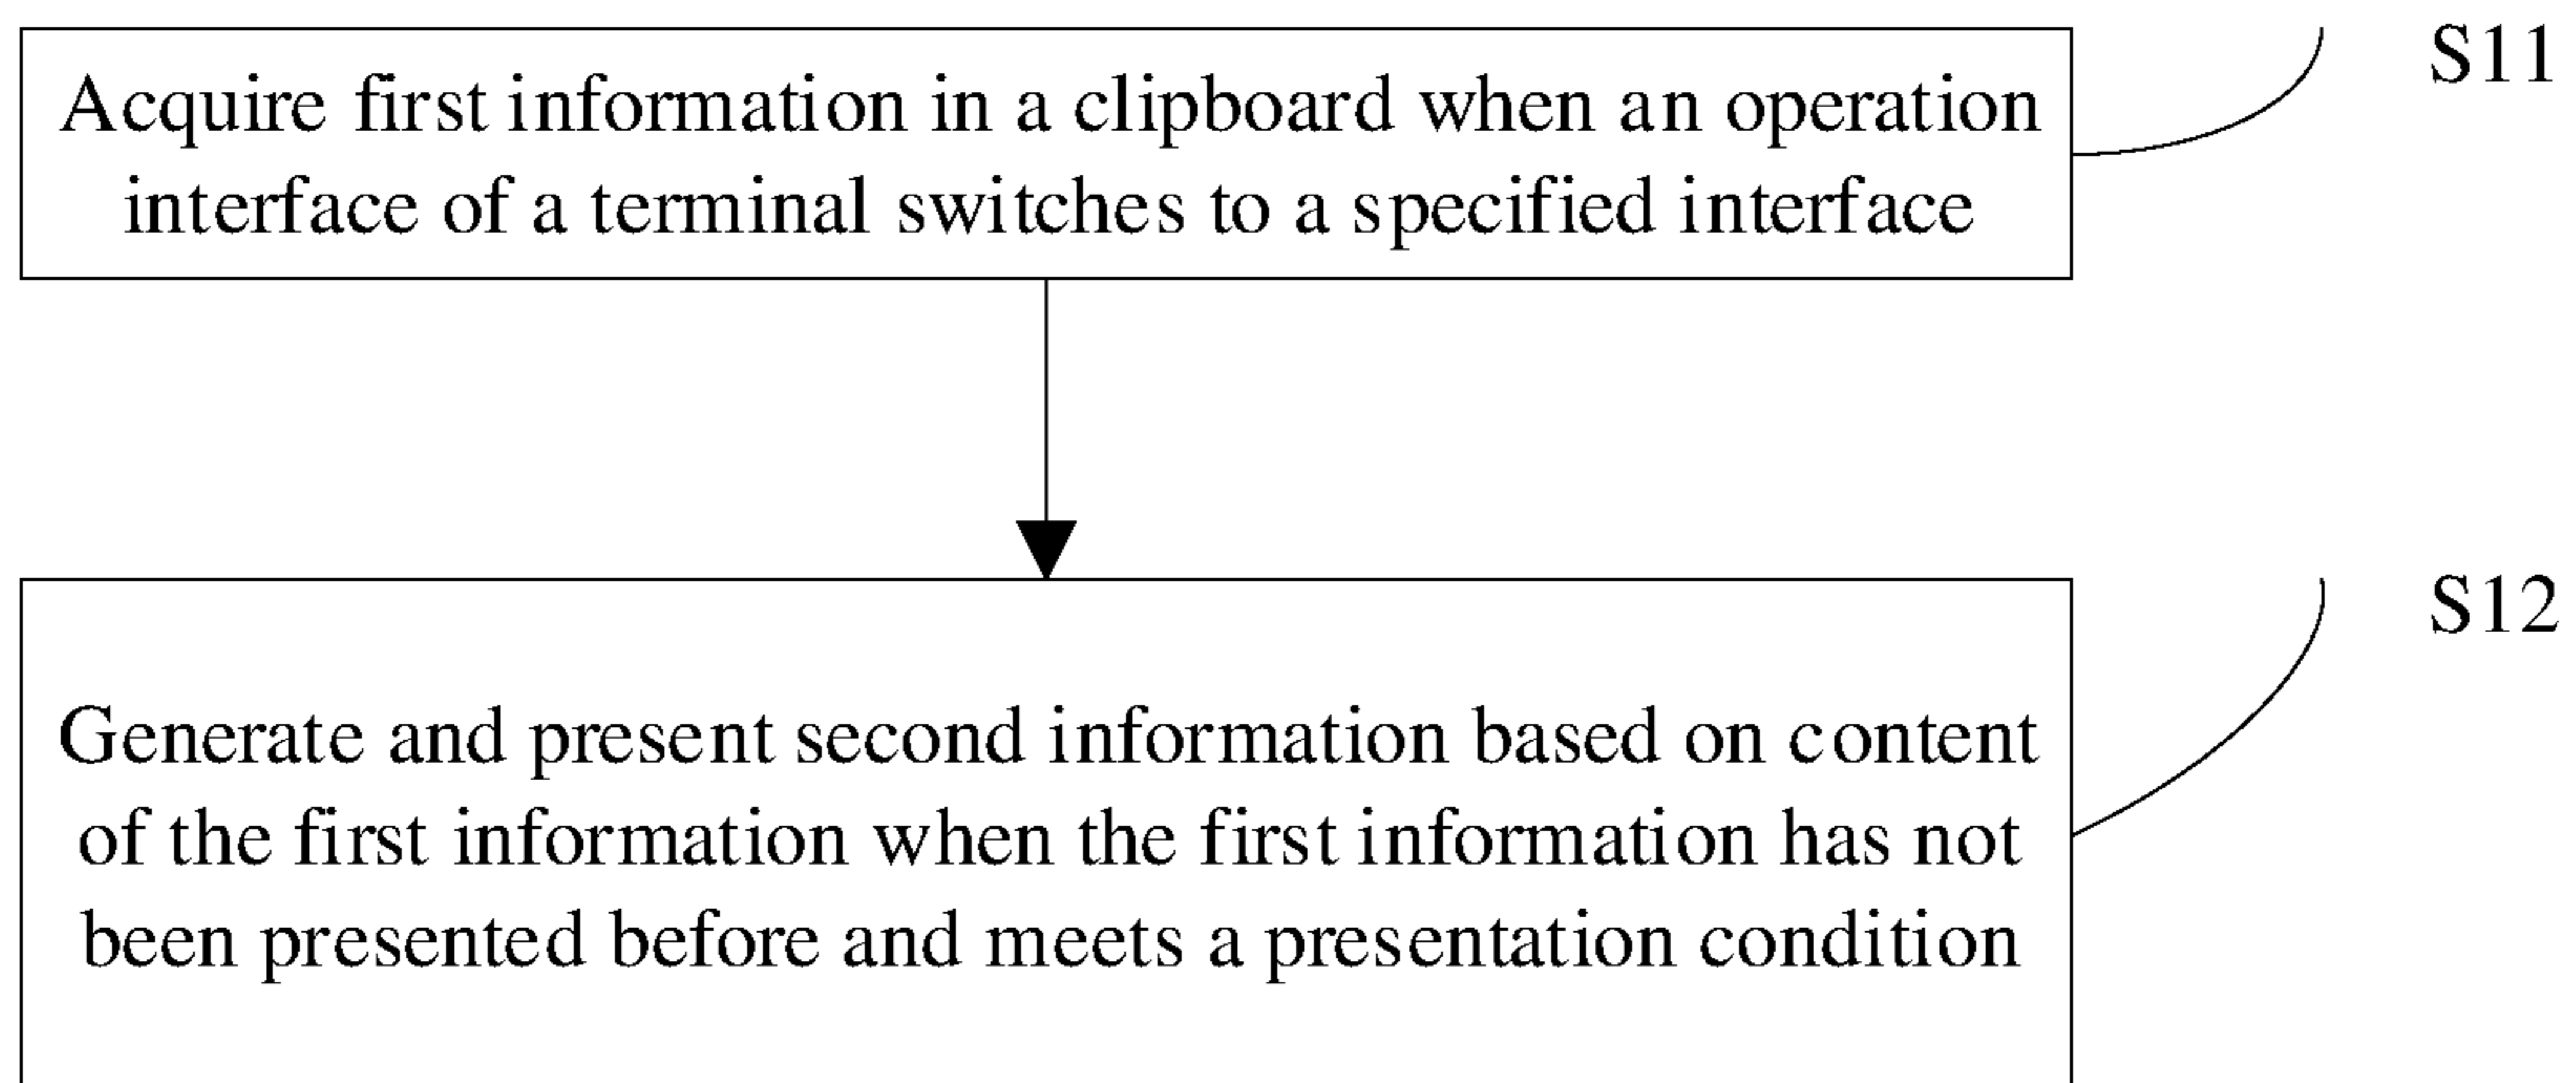 Acquire first information in a clipboard when an operation
interface of a terminal switches to a specified interface
S11
Generate and present second information based on content
of the first information when the first information has not
been presented before and meets a presentation condition
S12